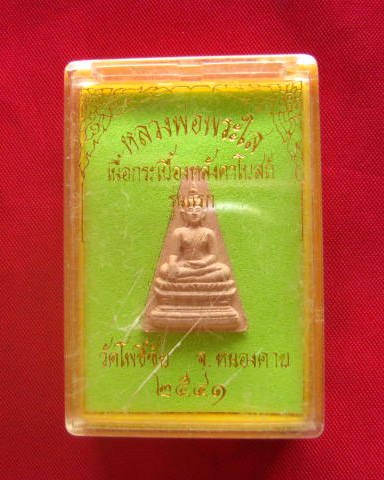 หลวงพ่อพระใส
เนื้อกระเบื้องหลังคาโบสถ์
รุ่นแรก
วัดโพธิ์ชัย จ.หนองคาย
๒๕๔๑